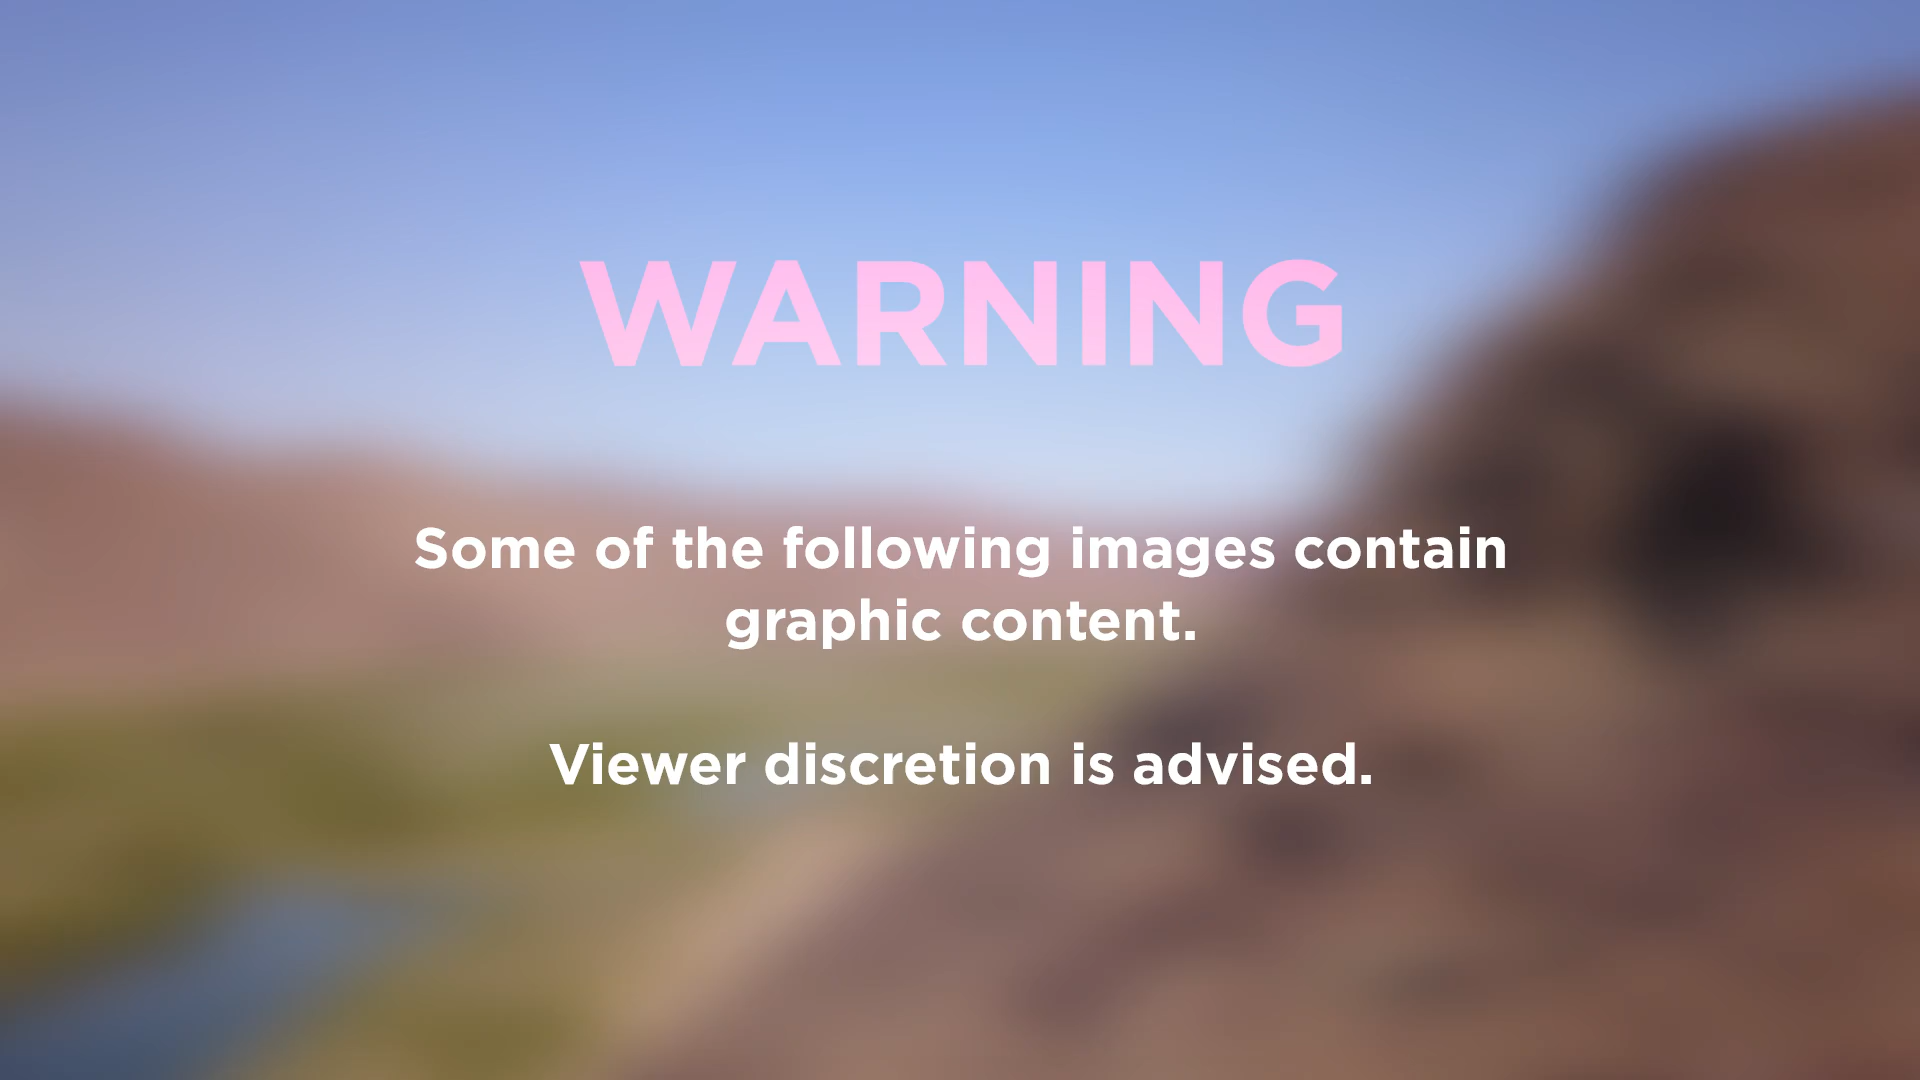 WARNING
Some of the following images contain
graphic content.
Viewer discretion is advised.